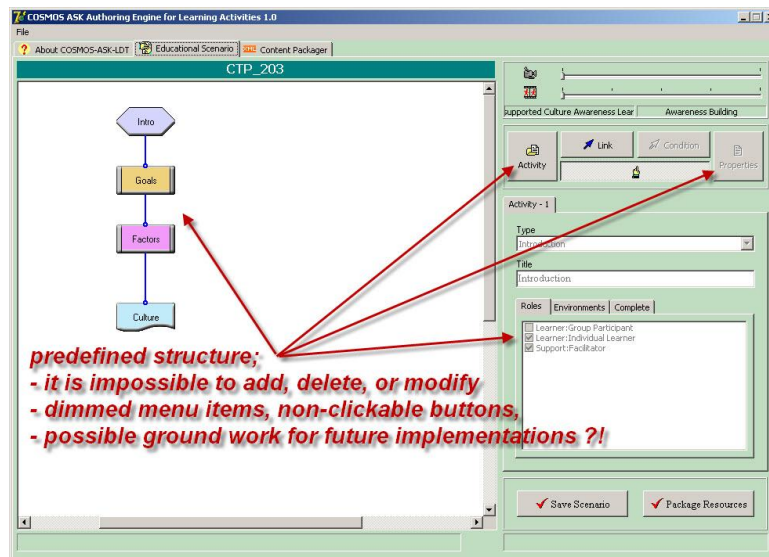 COSMOS ASK Authoring Engine for Learning Activities 1.0
File
About COSMOS-ASK-LDT Educational Scenario Content Packager
CTP_203
Intro
Goals
Factors
Culture
predefined structure;
- it is impossible to add, delete, or modify
- dimmed menu items, non-clickable buttons,
- possible ground work for future implementations ?!
supported Culture Awareness Lear Awareness Building
Activity Link Condition Properties
Activity - 1
Type
Introduction
Title
Introduction
Roles Environments Complete
Learner:Group Participant
Learner:Individual Learner
Support:Facilitator
Save Scenario Package Resources